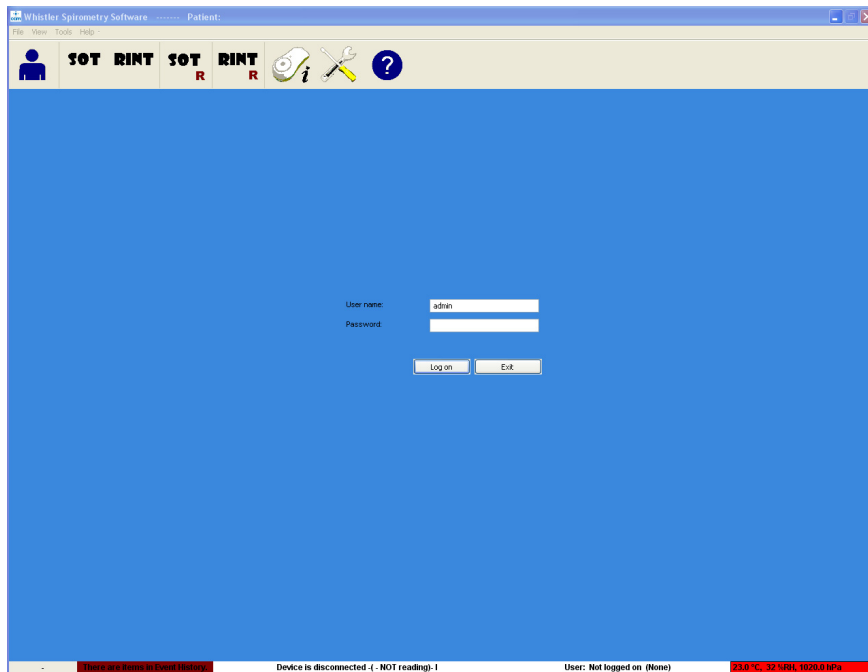 Whistler Spirometry Software ------- Patient:
File View Tools Help
SOT RINT SOT R RINT R i ?
User name: admin
Password:
Log on Exit
- There are items in Event History. Device is disconnected -( - NOT reading)- I User: Not logged on (None) 23.0 °C, 32 %RH, 1020.0 hPa